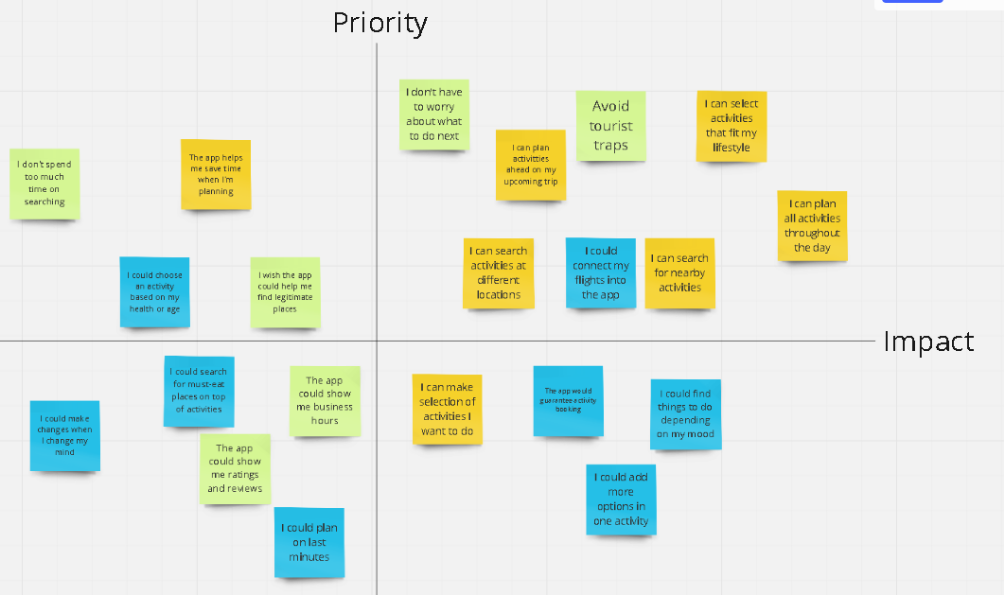 Priority
I don't have
to worry
about what
to do next
Avoid
tourist
traps
I can select
activities
that fit my
lifestyle
I can plan
activitties
ahead on my
upcoming trip
The app helps
me save time
when I'm
planning
I don't spend
too much
time on
searching
I can plan
all activities
throughout
the day
I can search
activities at
different
locations
I could
connect my
flights into
the app
I can search
for nearby
activities
I could choose
an activity
based on my
health or age
I wish the app
could help me
find legitimate
places
Impact
I could search
for must-eat
places on top
of activities
The app
could show
me business
hours
I can make
selection of
activities I
want to do
The app would
guarantee activity
booking
I could find
things to do
depending
on my mood
I could make
changes when
I change my
mind
The app
could show
me ratings
and reviews
I could add
more
options in
one activity
I could plan
on last
minutes